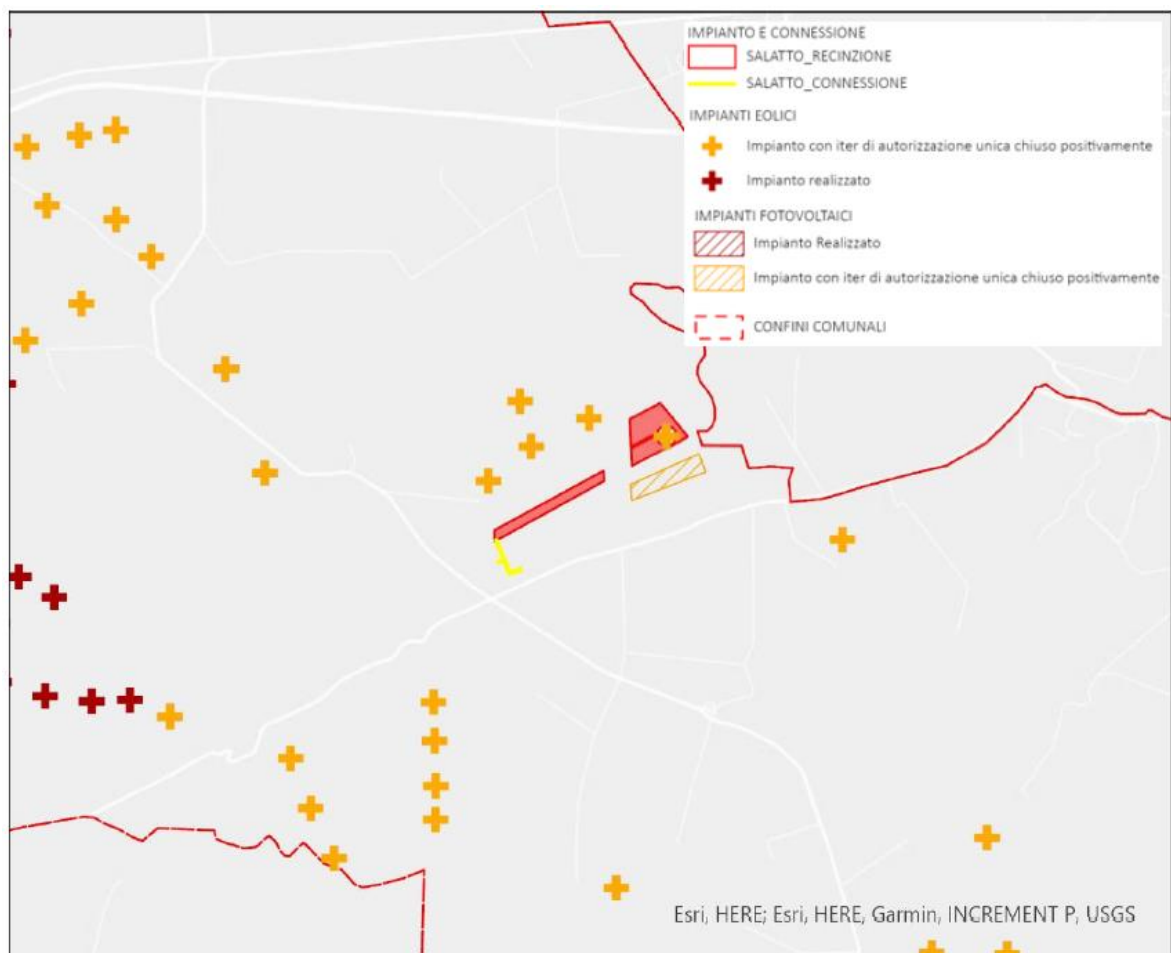 IMPIANTO E CONNESSIONE
SALATTO_RECINZIONE
SALATTO_CONNESSIONE
IMPIANTI EOLICI
Impianto con iter di autorizzazione unica chiuso positivamente
Impianto realizzato
IMPIANTI FOTOVOLTAICI
Impianto Realizzato
Impianto con iter di autorizzazione unica chiuso positivamente
CONFINI COMUNALI
Esri, HERE; Esri, HERE, Garmin, INCREMENT P, USGS